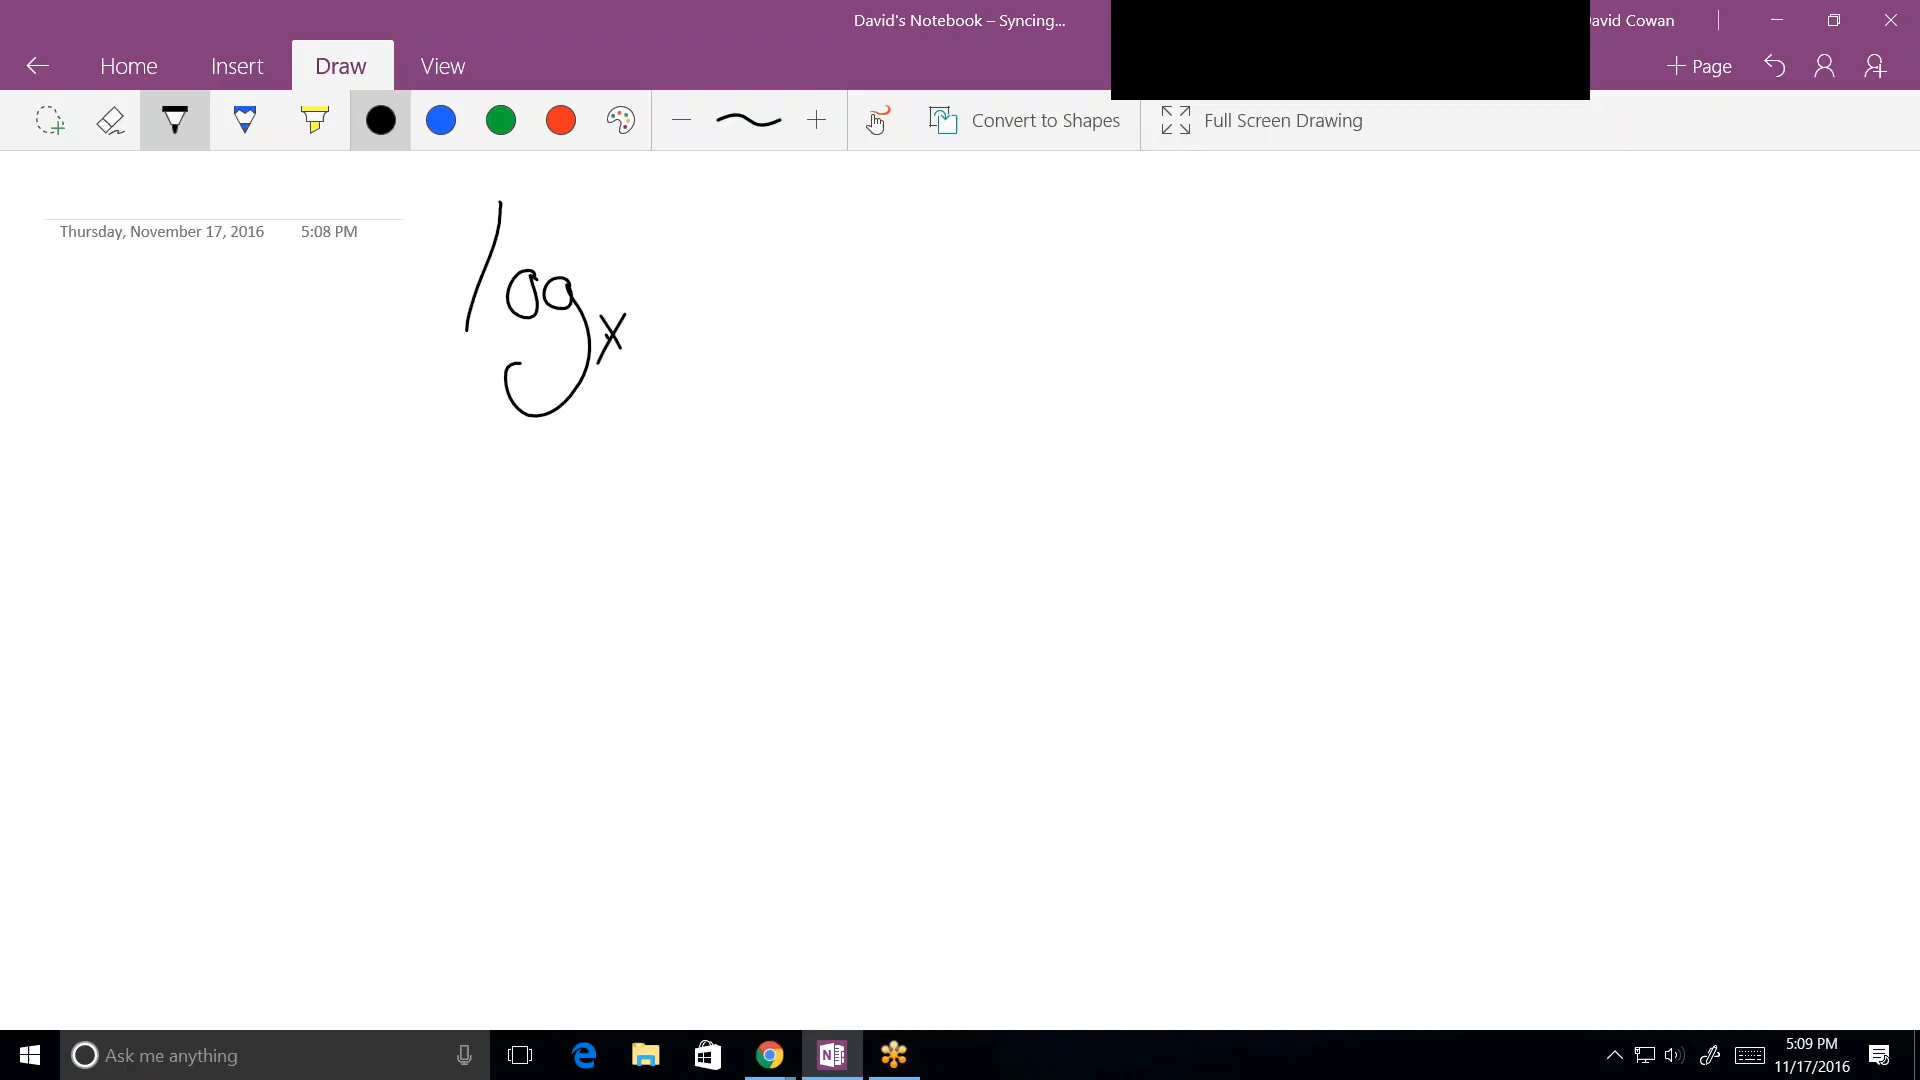 David's Notebook – Syncing...
avid Cowan
Home Insert Draw View
Page
Convert to Shapes
Full Screen Drawing
Thursday, November 17, 2016 5:08 PM
log x
Ask me anything
5:09 PM
11/17/2016